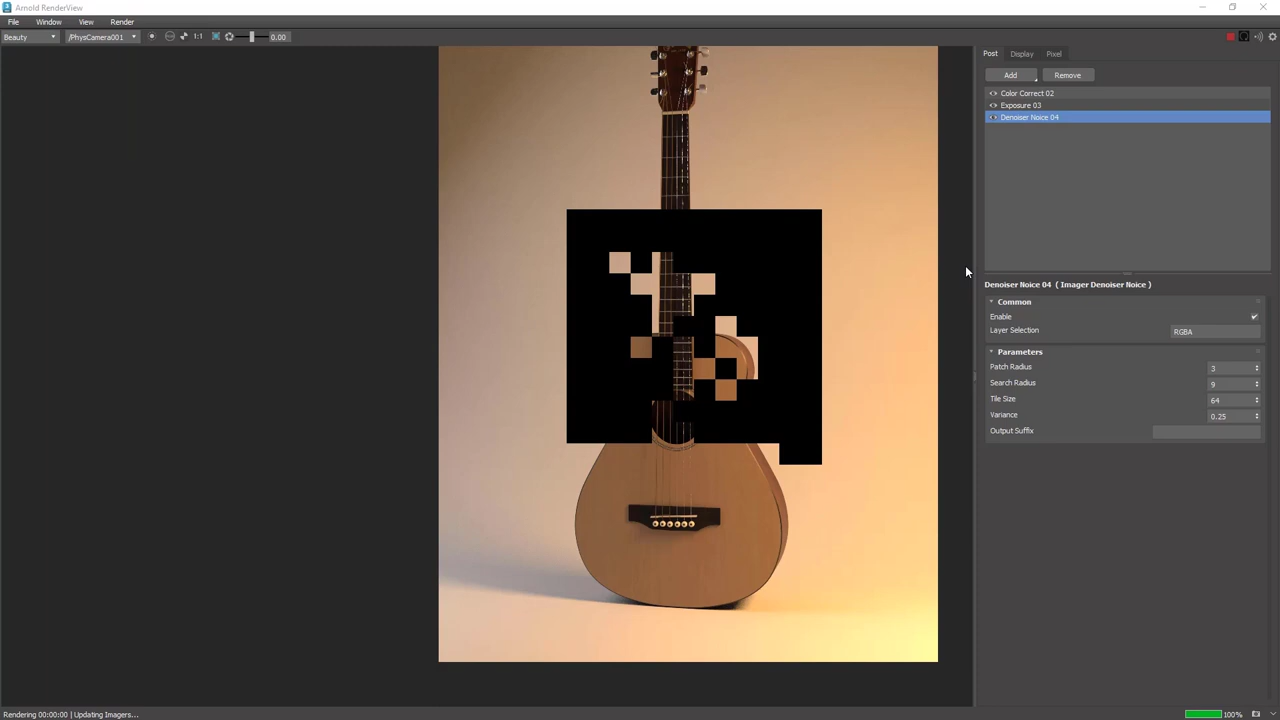 Arnold RenderView
File Window View Render
Beauty /PhysCamera001 1:1 0.00
Post Display Pixel
Add Remove
Color Correct 02
Exposure 03
Denoiser Noice 04
Denoiser Noice 04 ( Imager Denoiser Noice )
Common
Enable
Layer Selection RGBA
Parameters
Patch Radius 3
Search Radius 9
Tile Size 64
Variance 0.25
Output Suffix
Rendering 00:00:00 | Updating Imagers... 100%